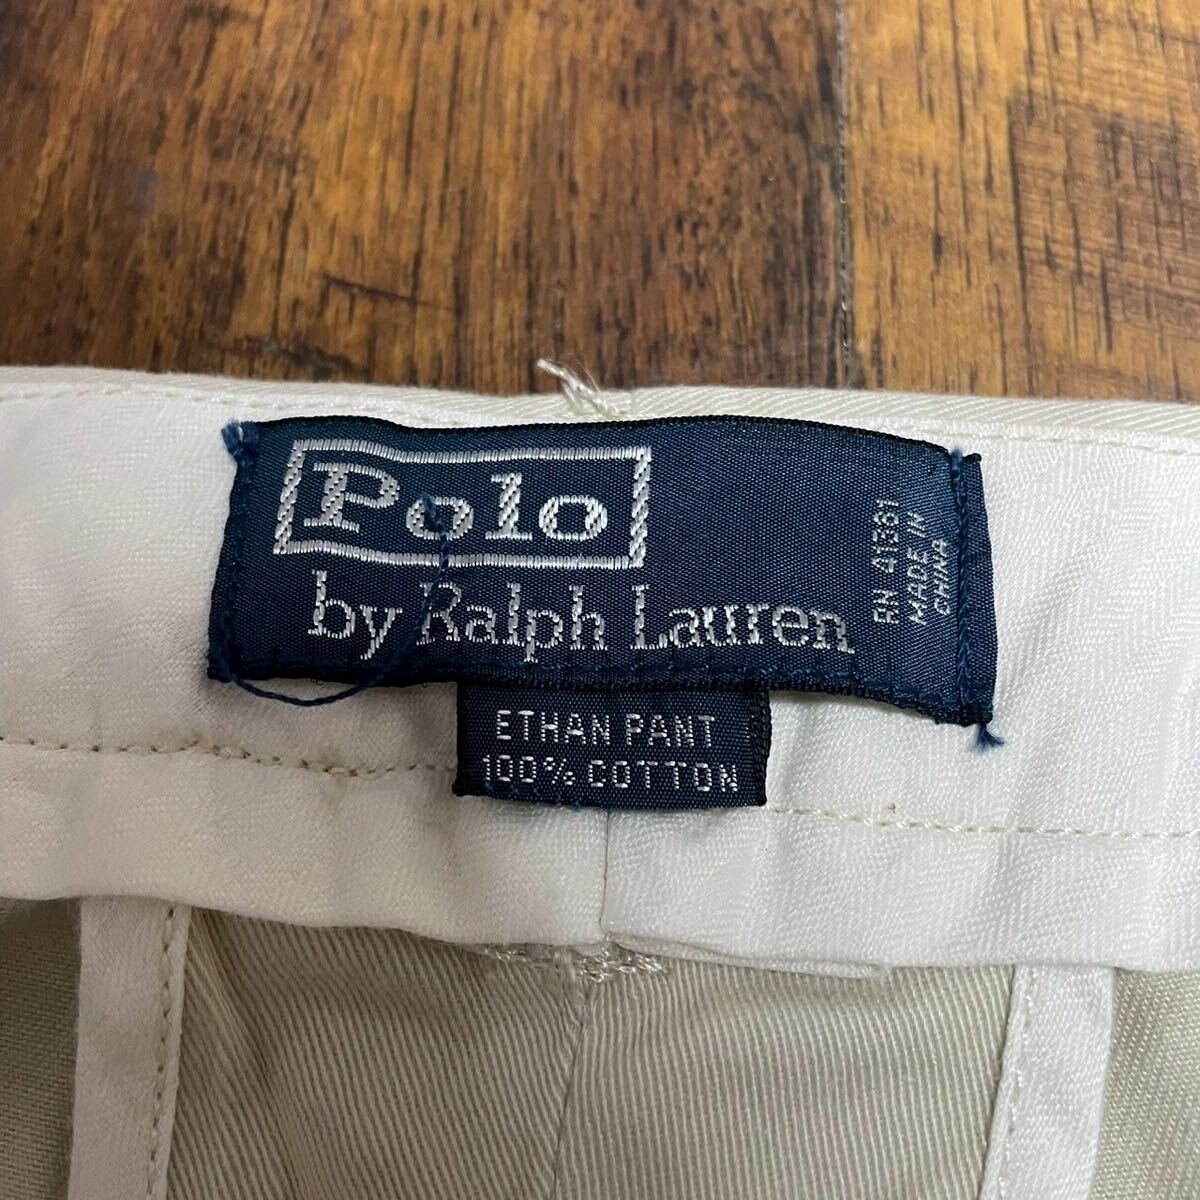 Polo
by Ralph Lauren
RN 41381
MADE IN
CHINA
ETHAN PANT
100% COTTON